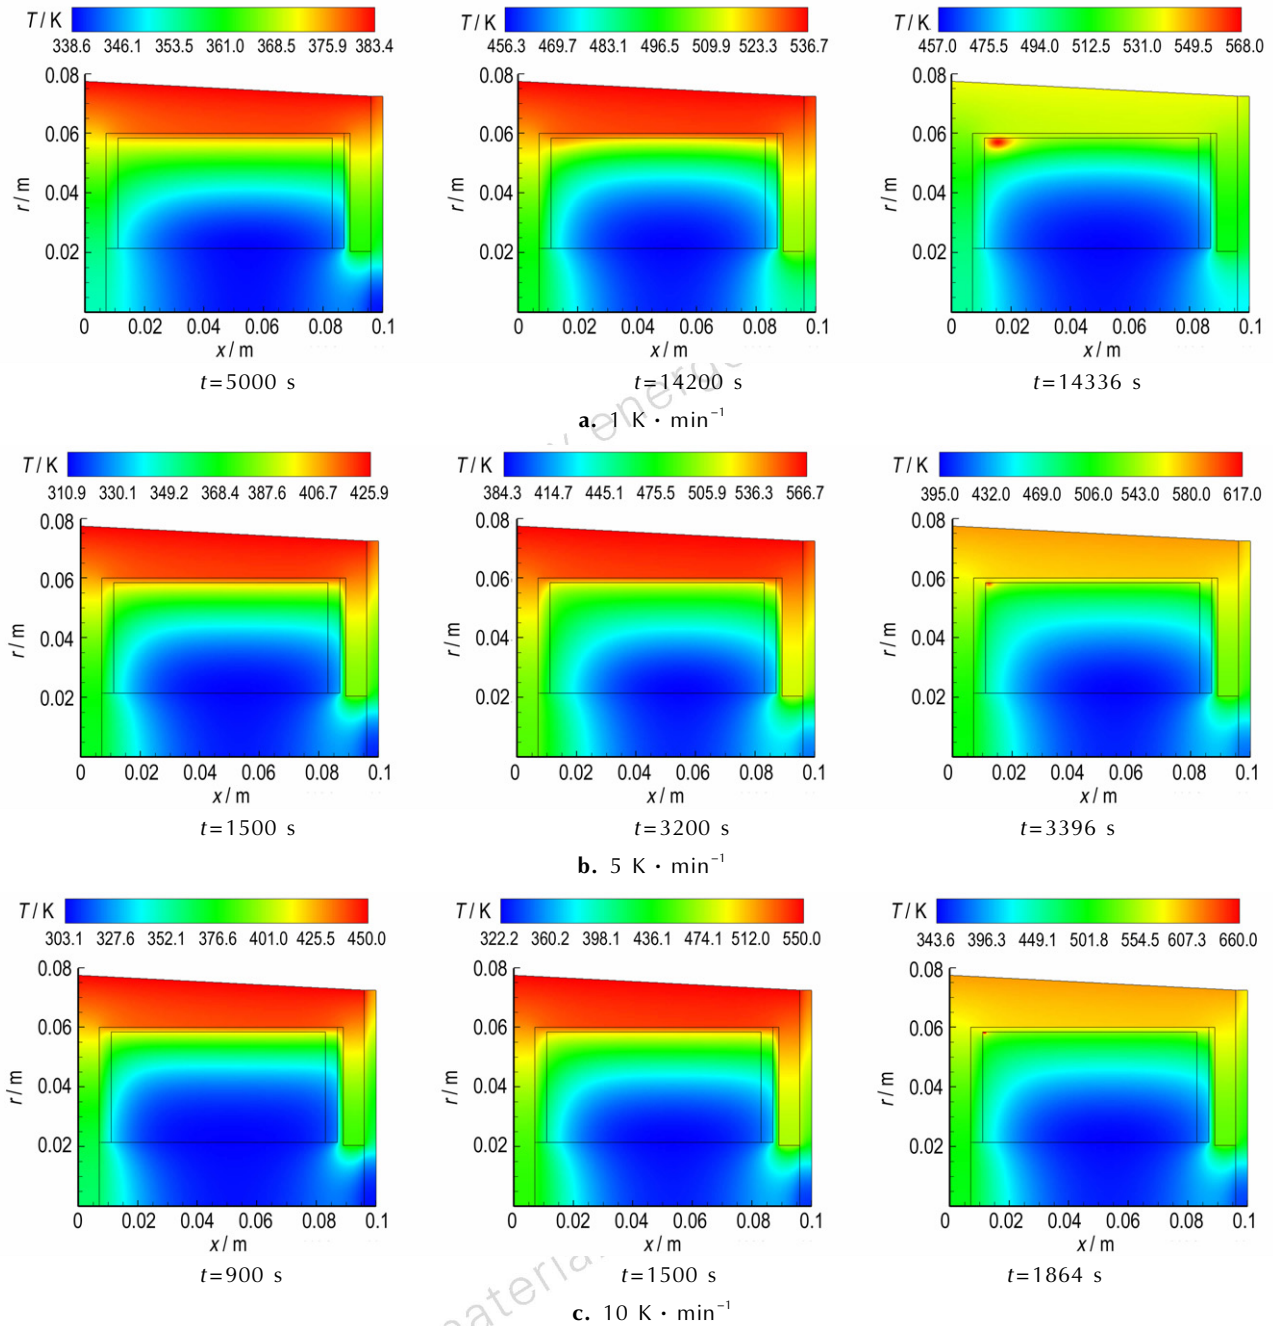 T / K T / K T / K
338.6 346.1 353.5 361.0 368.5 375.9 383.4 456.3 469.7 483.1 496.5 509.9 523.3 536.7 457.0 475.5 494.0 512.5 531.0 549.5 568.0
0.08 0.08 0.08
0.06 0.06 0.06
r / m r / m r / m
0.04 0.04 0.04
0.02 0.02 0.02
0 0.02 0.04 0.06 0.08 0.1 0 0.02 0.04 0.06 0.08 0.1 0 0.02 0.04 0.06 0.08 0.1
x / m x / m x / m
t=5000 s t=14200 s t=14336 s
a. 1 K · min⁻¹
T / K T / K T / K
310.9 330.1 349.2 368.4 387.6 406.7 425.9 384.3 414.7 445.1 475.5 505.9 536.3 566.7 395.0 432.0 469.0 506.0 543.0 580.0 617.0
0.08 0.08 0.08
0.06 0.06 0.06
r / m r / m r / m
0.04 0.04 0.04
0.02 0.02 0.02
0 0.02 0.04 0.06 0.08 0.1 0 0.02 0.04 0.06 0.08 0.1 0 0.02 0.04 0.06 0.08 0.1
x / m x / m x / m
t=1500 s t=3200 s t=3396 s
b. 5 K · min⁻¹
T / K T / K T / K
303.1 327.6 352.1 376.6 401.0 425.5 450.0 322.2 360.2 398.1 436.1 474.1 512.0 550.0 343.6 396.3 449.1 501.8 554.5 607.3 660.0
0.08 0.08 0.08
0.06 0.06 0.06
r / m r / m r / m
0.04 0.04 0.04
0.02 0.02 0.02
0 0.02 0.04 0.06 0.08 0.1 0 0.02 0.04 0.06 0.08 0.1 0 0.02 0.04 0.06 0.08 0.1
x / m x / m x / m
t=900 s t=1500 s t=1864 s
c. 10 K · min⁻¹